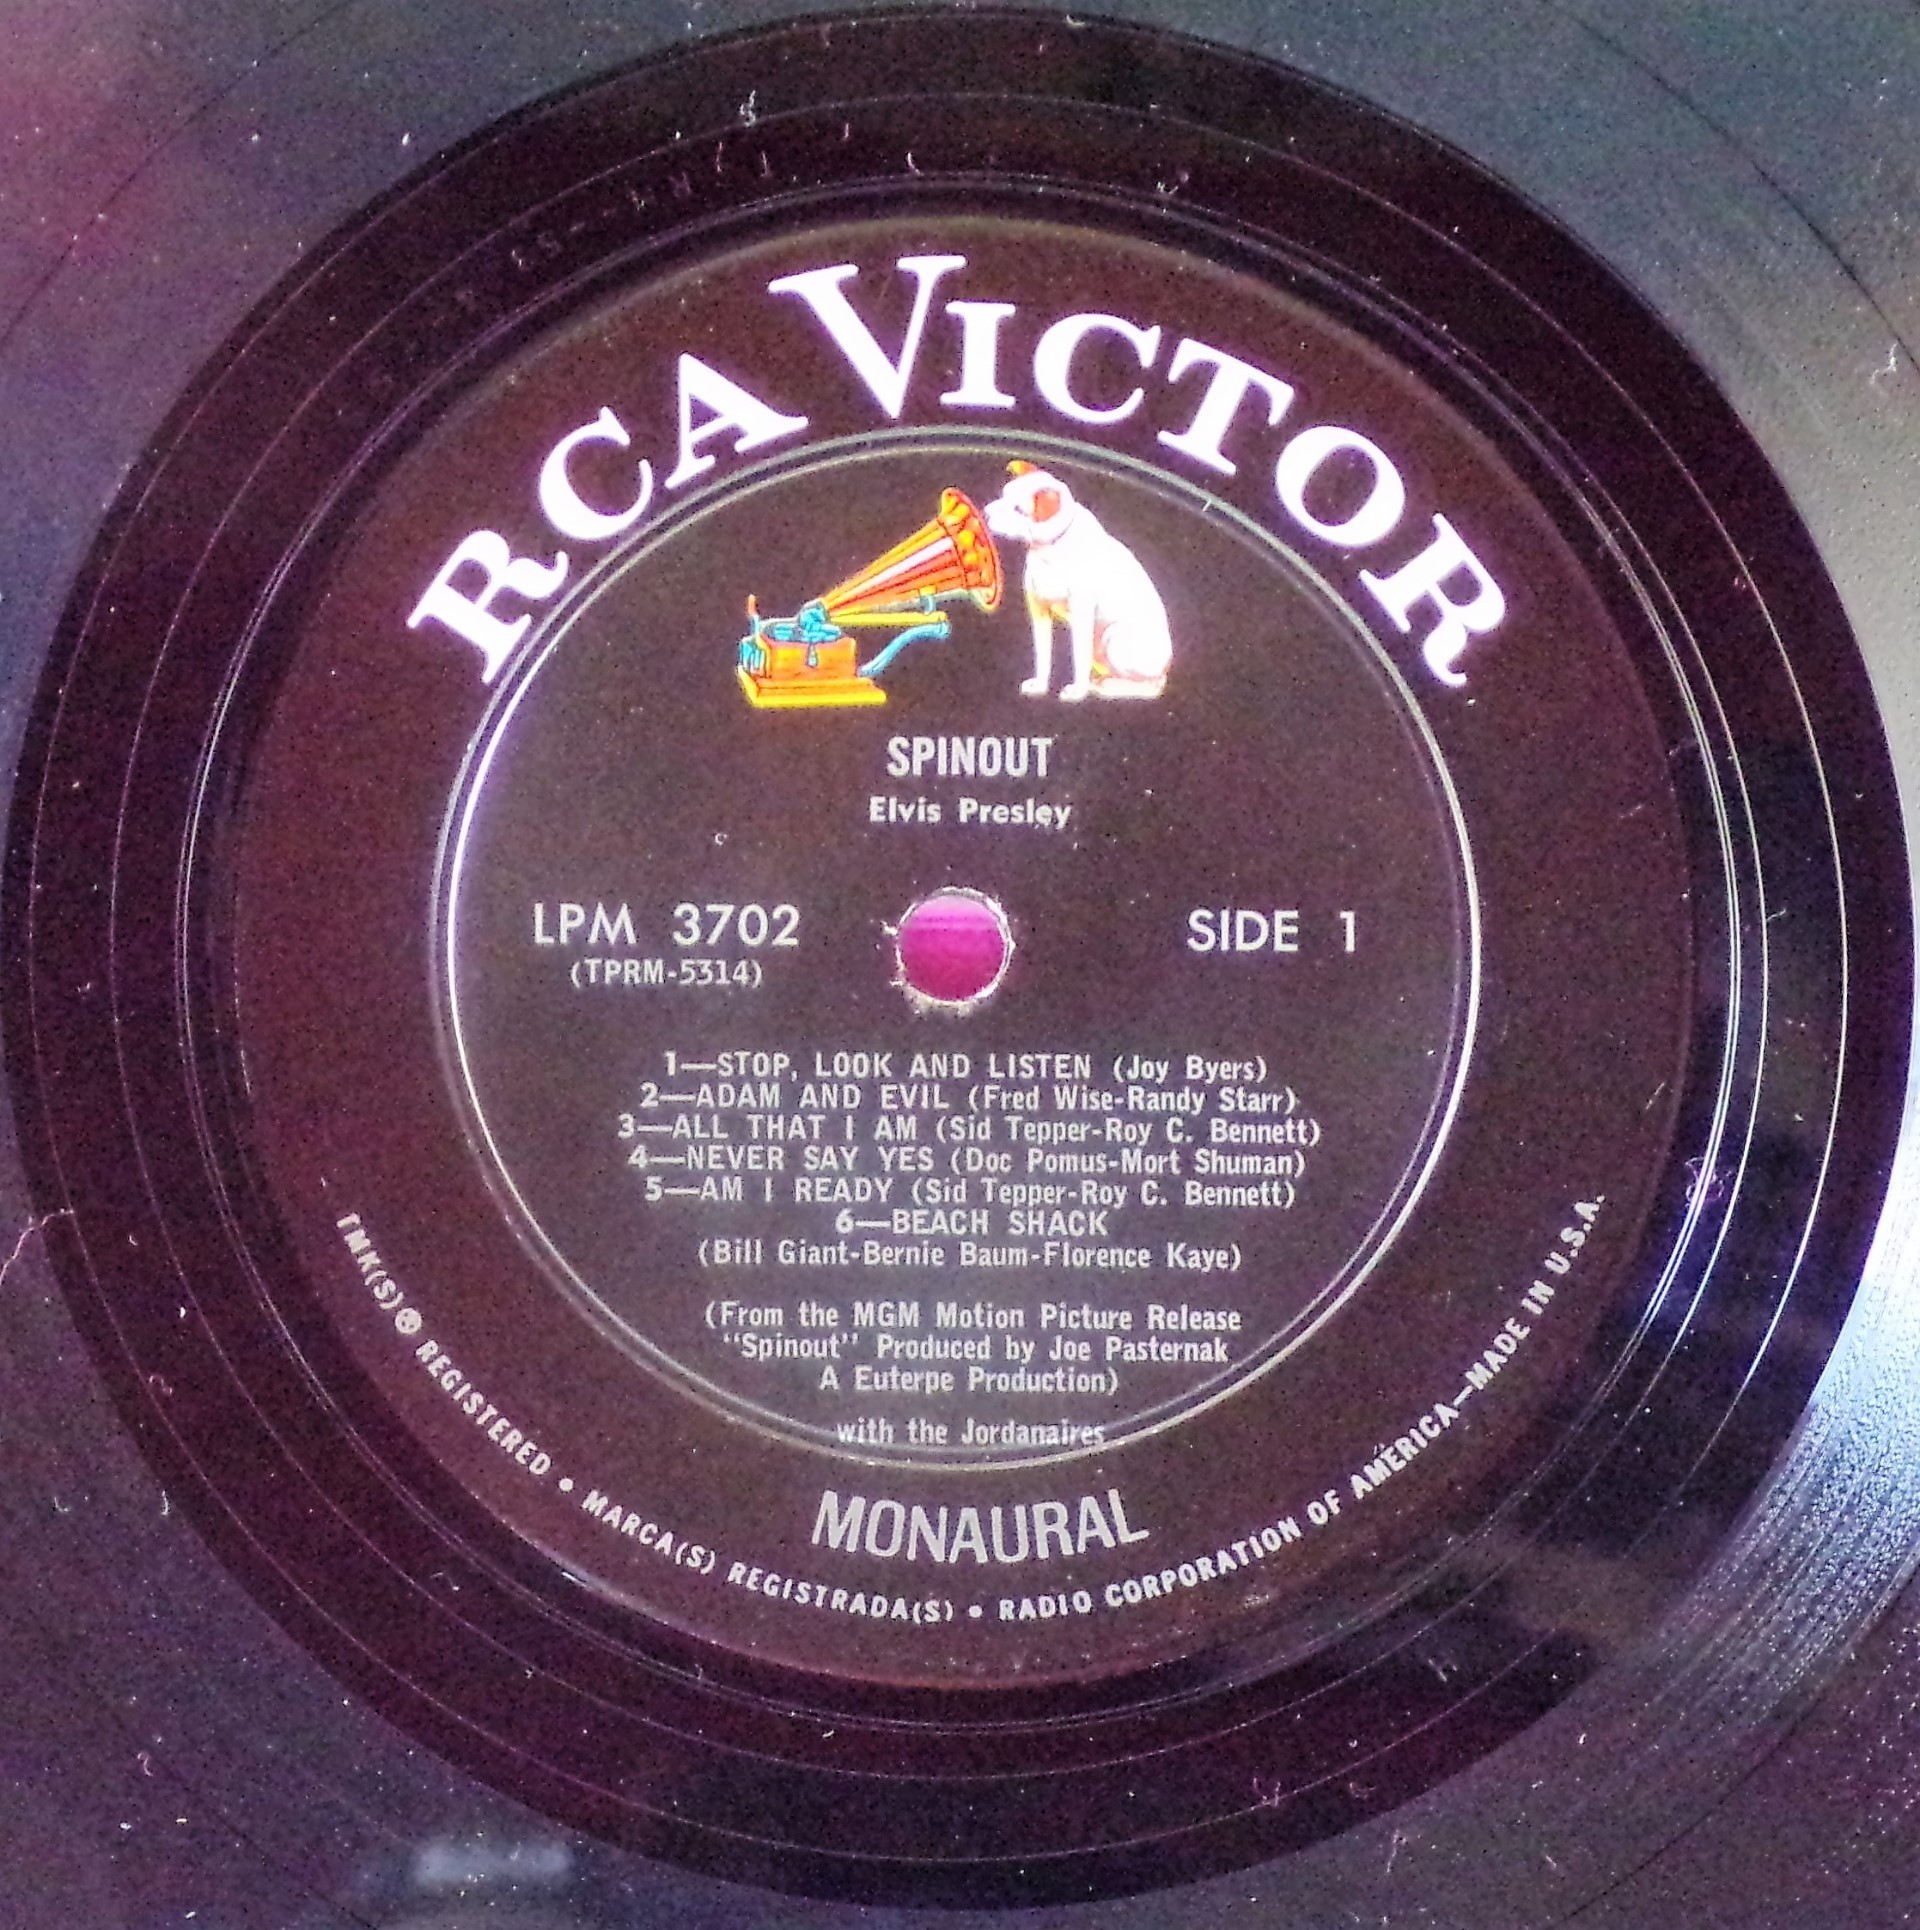 RCA VICTOR
SPINOUT
Elvis Presley
LPM 3702
(TPRM-5314)
SIDE 1
1—STOP, LOOK AND LISTEN (Joy Byers)
2—ADAM AND EVIL (Fred Wise-Randy Starr)
3—ALL THAT I AM (Sid Tepper-Roy C. Bennett)
4—NEVER SAY YES (Doc Pomus-Mort Shuman)
5—AM I READY (Sid Tepper-Roy C. Bennett)
6—BEACH SHACK
(Bill Giant-Bernie Baum-Florence Kaye)
(From the MGM Motion Picture Release
"Spinout" Produced by Joe Pasternak
A Euterpe Production)
with the Jordanaires
MONAURAL
TMK(S) ® REGISTERED • MARCA(S) REGISTRADA(S) • RADIO CORPORATION OF AMERICA—MADE IN U.S.A.